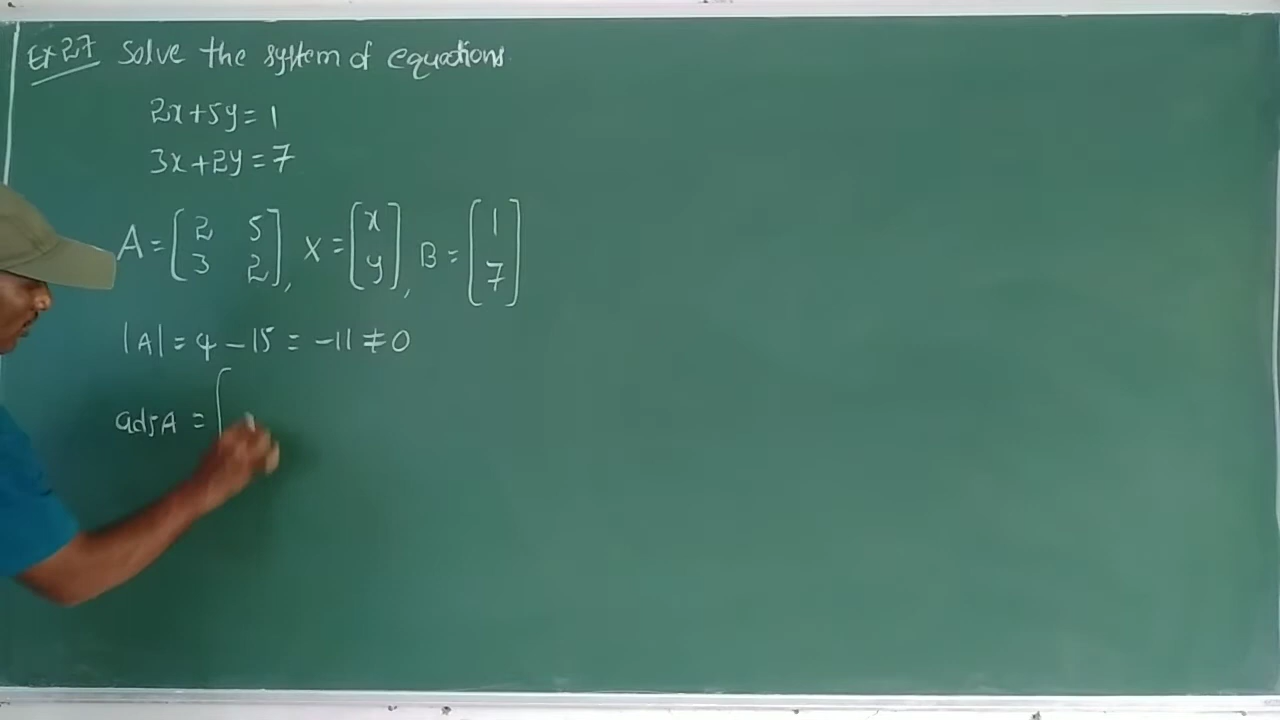 Ex 27 Solve the system of equations
2x+5y=1
3x+2y=7
A = [2 5
3 2], X = [x
y], B = [1
7]
|A| = 4 - 15 = -11 ≠ 0
adjA = [